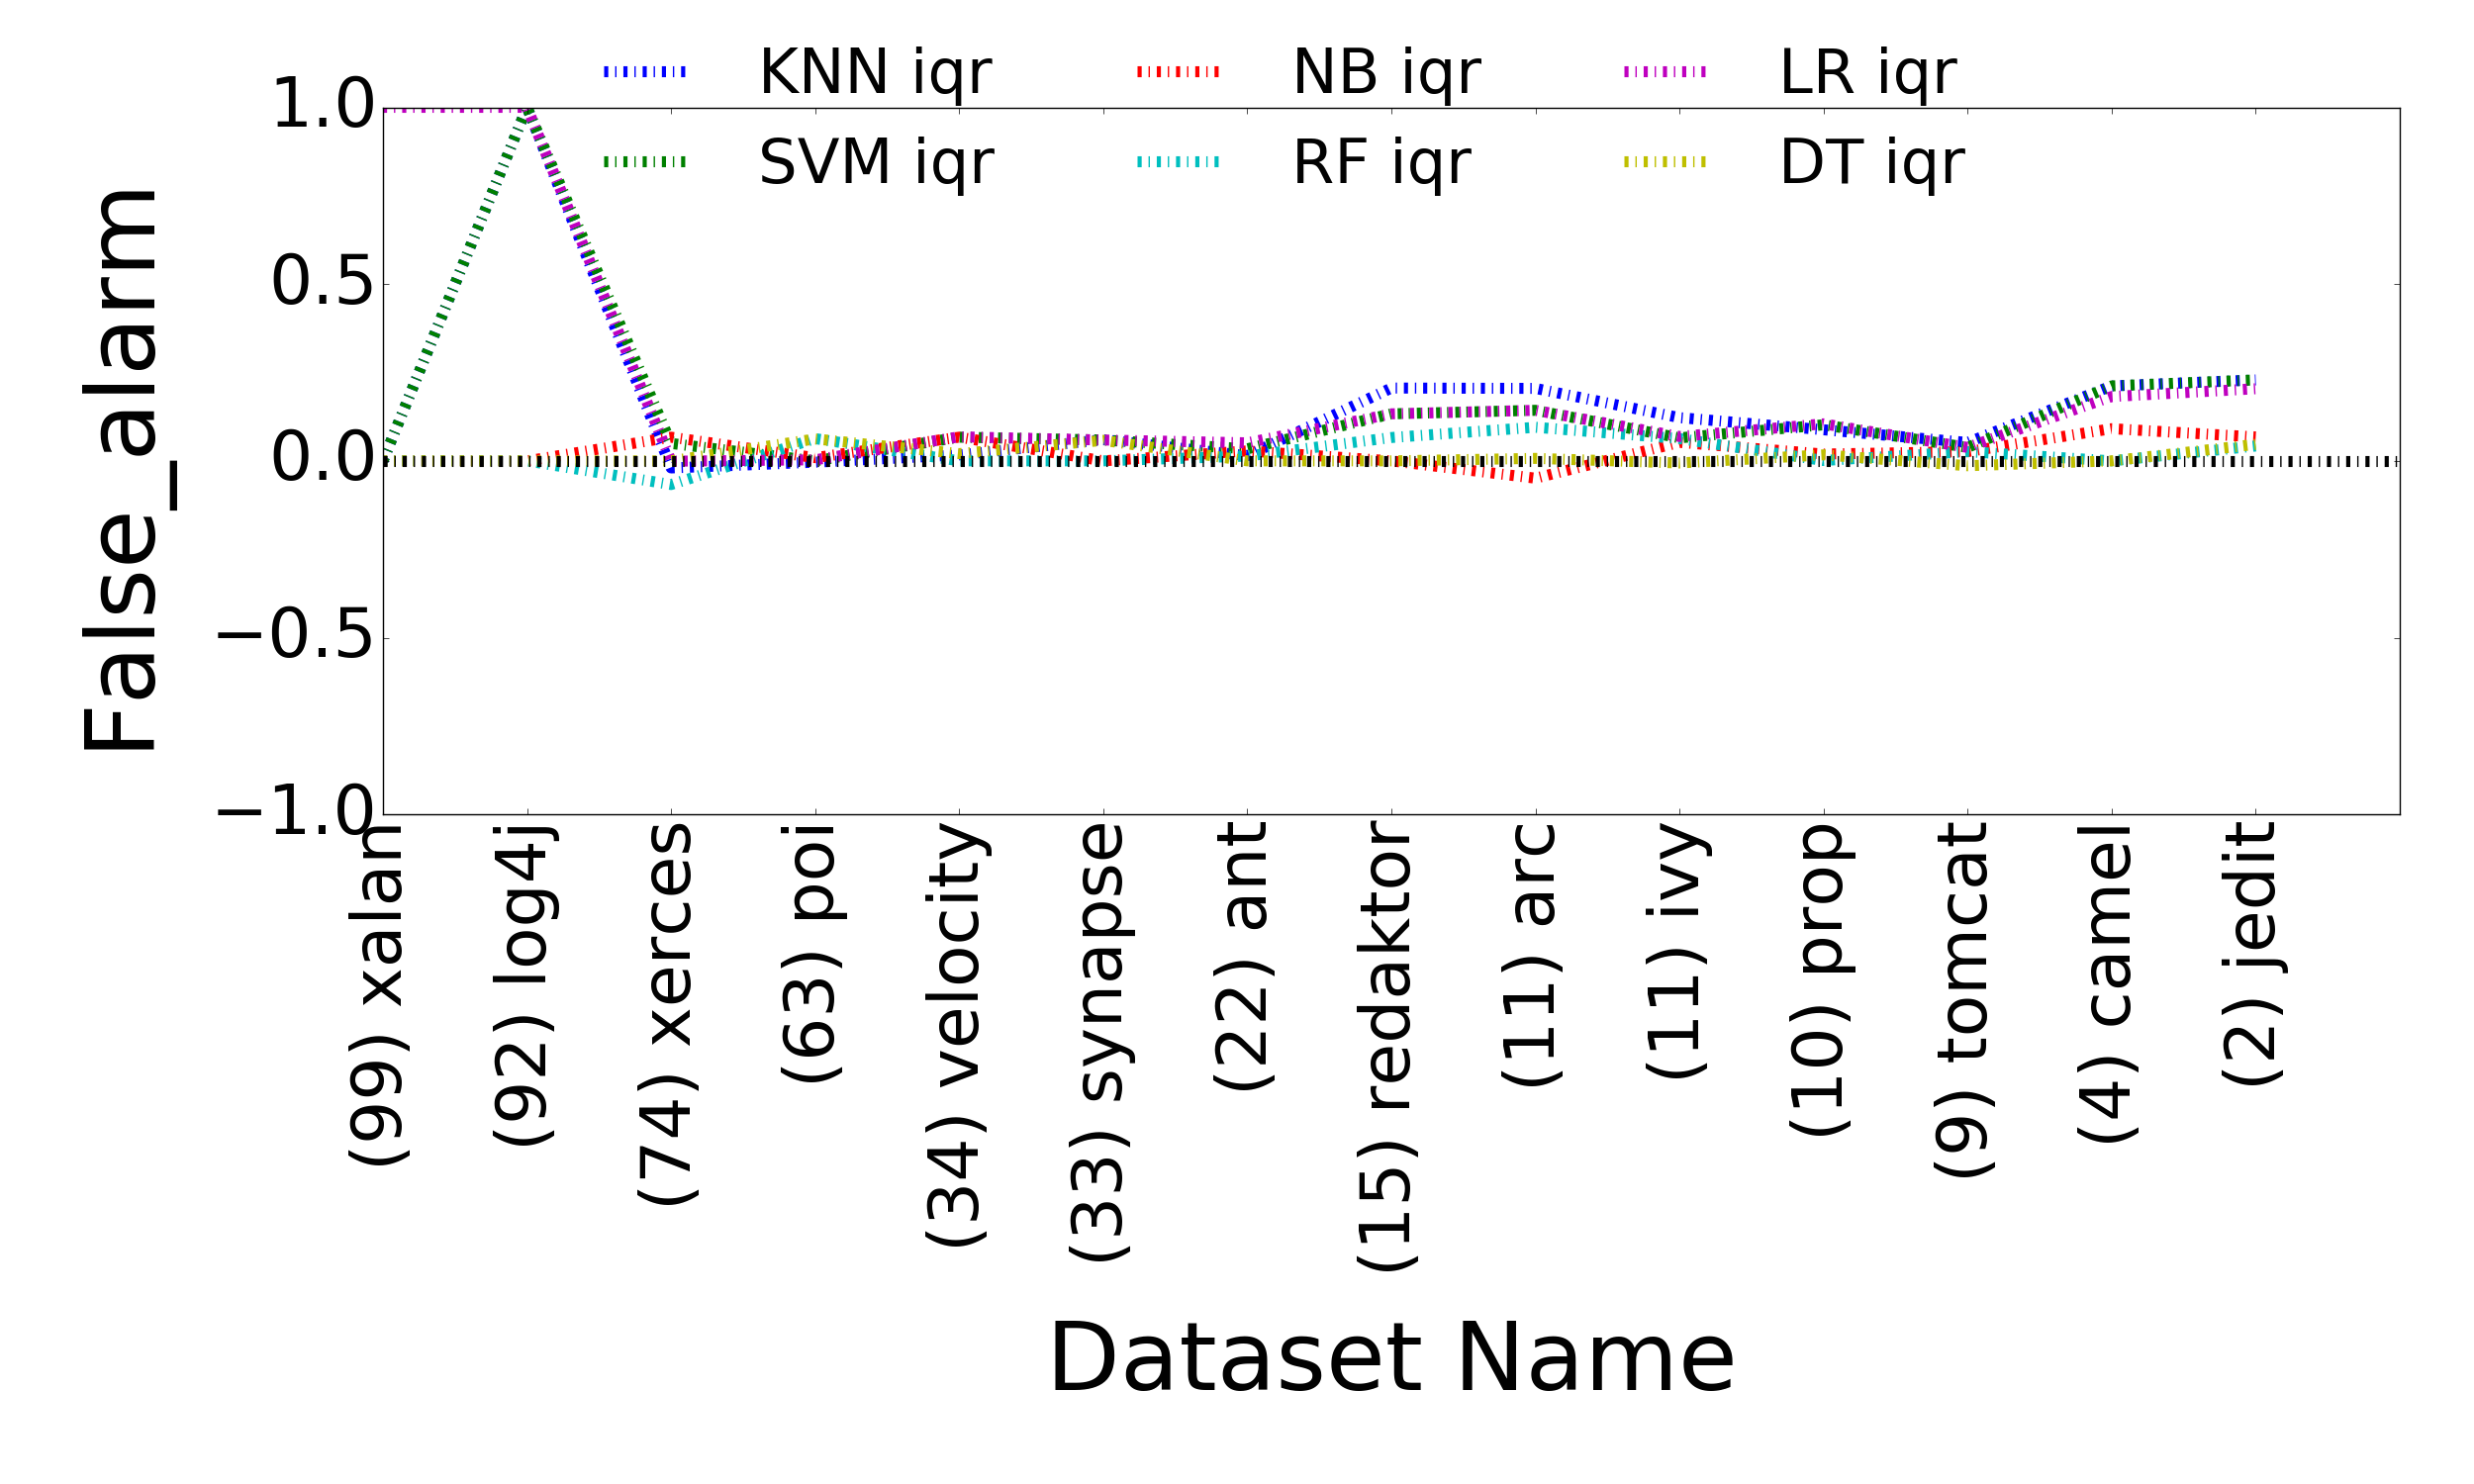 KNN iqr NB iqr LR iqr
SVM iqr RF iqr DT iqr
1.0
0.5
0.0
−0.5
−1.0
False_alarm
(99) xalan
(92) log4j
(74) xerces
(63) poi
(34) velocity
(33) synapse
(22) ant
(15) redaktor
(11) arc
(11) ivy
(10) prop
(9) tomcat
(4) camel
(2) jedit
Dataset Name